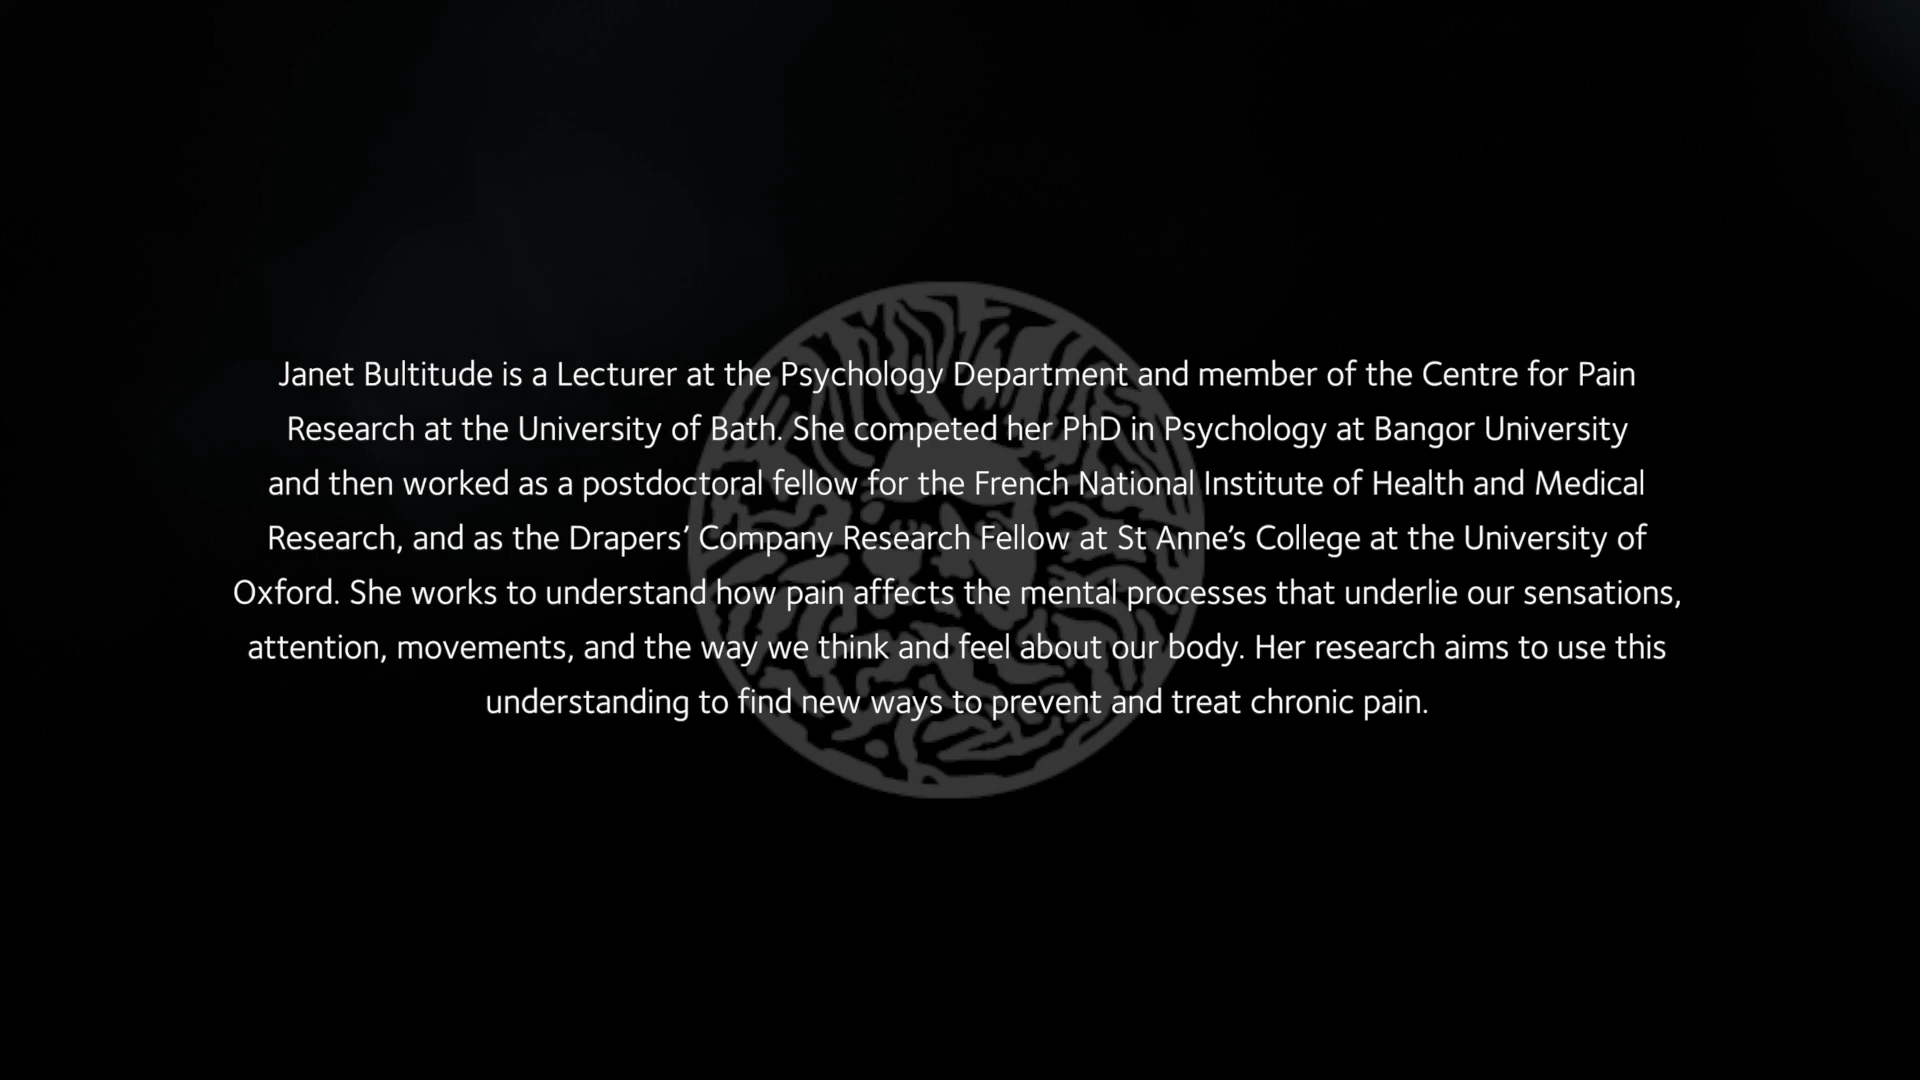 Janet Bultitude is a Lecturer at the Psychology Department and member of the Centre for Pain
Research at the University of Bath. She competed her PhD in Psychology at Bangor University
and then worked as a postdoctoral fellow for the French National Institute of Health and Medical
Research, and as the Drapers’ Company Research Fellow at St Anne’s College at the University of
Oxford. She works to understand how pain affects the mental processes that underlie our sensations,
attention, movements, and the way we think and feel about our body. Her research aims to use this
understanding to find new ways to prevent and treat chronic pain.